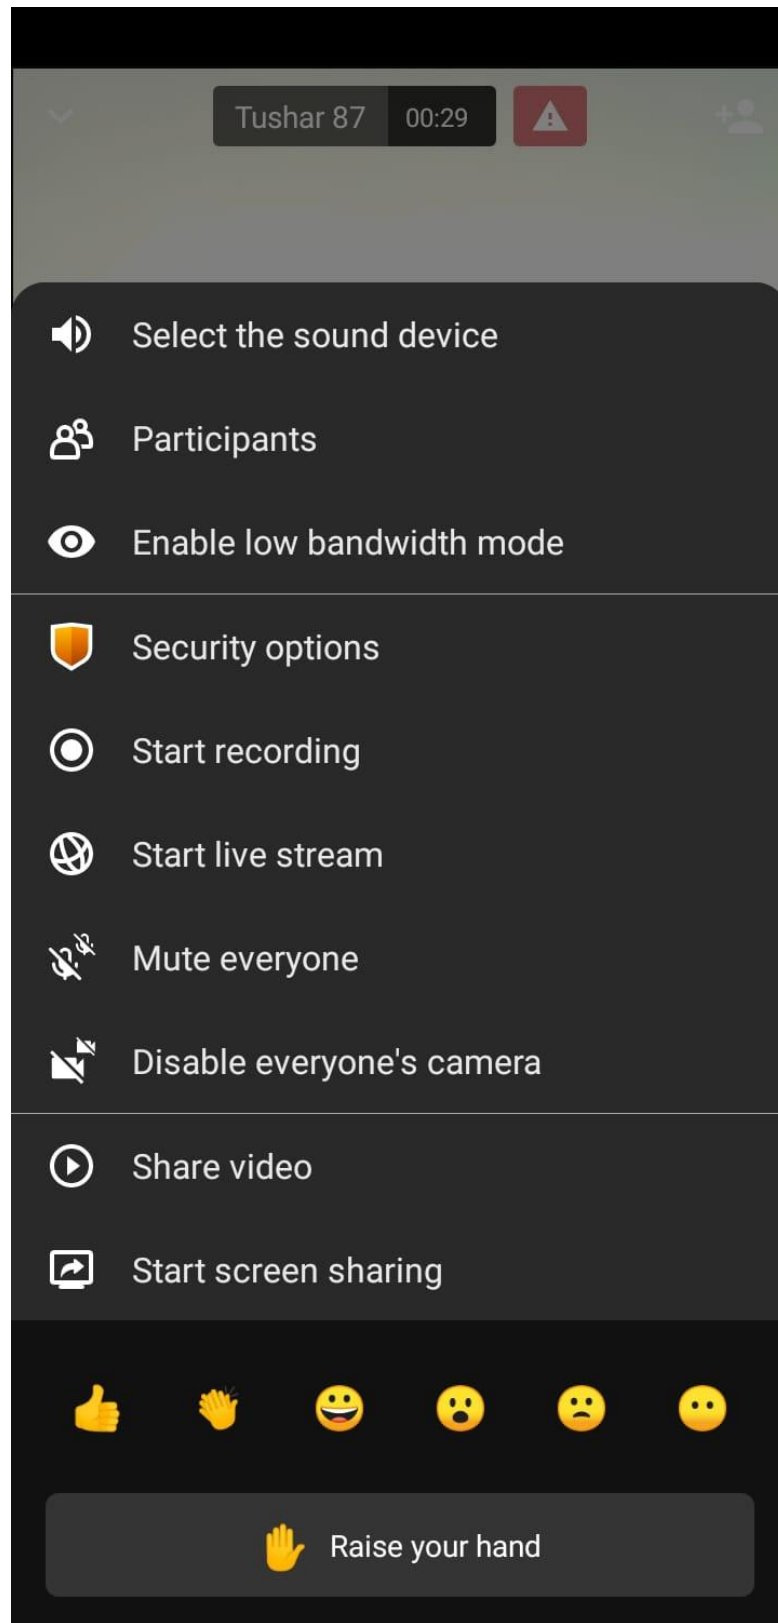 Tushar 87 00:29
Select the sound device
Participants
Enable low bandwidth mode
Security options
Start recording
Start live stream
Mute everyone
Disable everyone's camera
Share video
Start screen sharing
Raise your hand